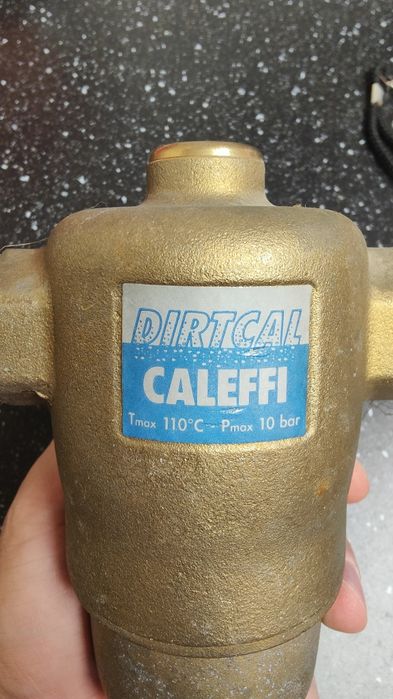 DIRTCAL
CALEFFI
Tmax 110°C - Pmax 10 bar